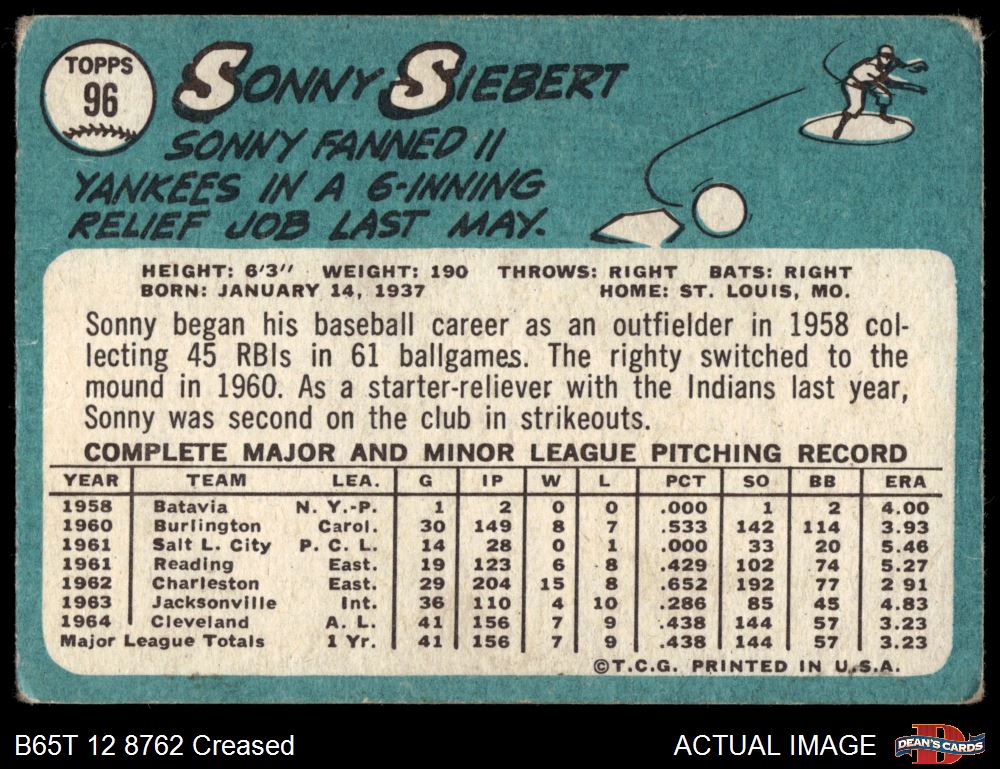 TOPPS
96
SONNY SIEBERT
SONNY FANNED 11
YANKEES IN A 6-INNING
RELIEF JOB LAST MAY.
HEIGHT: 6'3" WEIGHT: 190 THROWS: RIGHT BATS: RIGHT
BORN: JANUARY 14, 1937 HOME: ST. LOUIS, MO.
Sonny began his baseball career as an outfielder in 1958 col-
lecting 45 RBIs in 61 ballgames. The righty switched to the
mound in 1960. As a starter-reliever with the Indians last year,
Sonny was second on the club in strikeouts.
COMPLETE MAJOR AND MINOR LEAGUE PITCHING RECORD
YEAR TEAM LEA. G IP W L PCT SO BB ERA
1958 Batavia N. Y.-P. 1 2 0 0 .000 1 2 4.00
1960 Burlington Carol. 30 149 8 7 .533 142 114 3.93
1961 Salt L. City P. C. L. 14 28 0 1 .000 33 20 5.46
1961 Reading East. 19 123 6 8 .429 102 74 5.27
1962 Charleston East. 29 204 15 8 .652 192 77 2 91
1963 Jacksonville Int. 36 110 4 10 .286 85 45 4.83
1964 Cleveland A. L. 41 156 7 9 .438 144 57 3.23
Major League Totals 1 Yr. 41 156 7 9 .438 144 57 3.23
©T.C.G. PRINTED IN U.S.A.
B65T 12 8762 Creased ACTUAL IMAGE DEAN'S CARDS